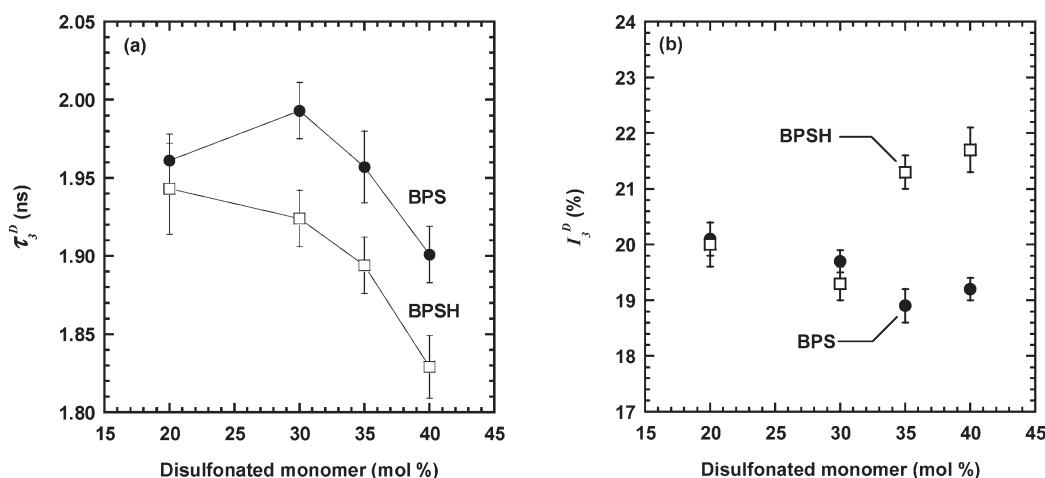 (a)
2.05
2.00
1.95
1.90
1.85
1.80
15 20 25 30 35 40 45
τ₃ᴰ (ns)
Disulfonated monomer (mol %)
BPS
BPSH
(b)
24
23
22
21
20
19
18
17
15 20 25 30 35 40 45
I₃ᴰ (%)
Disulfonated monomer (mol %)
BPSH
BPS